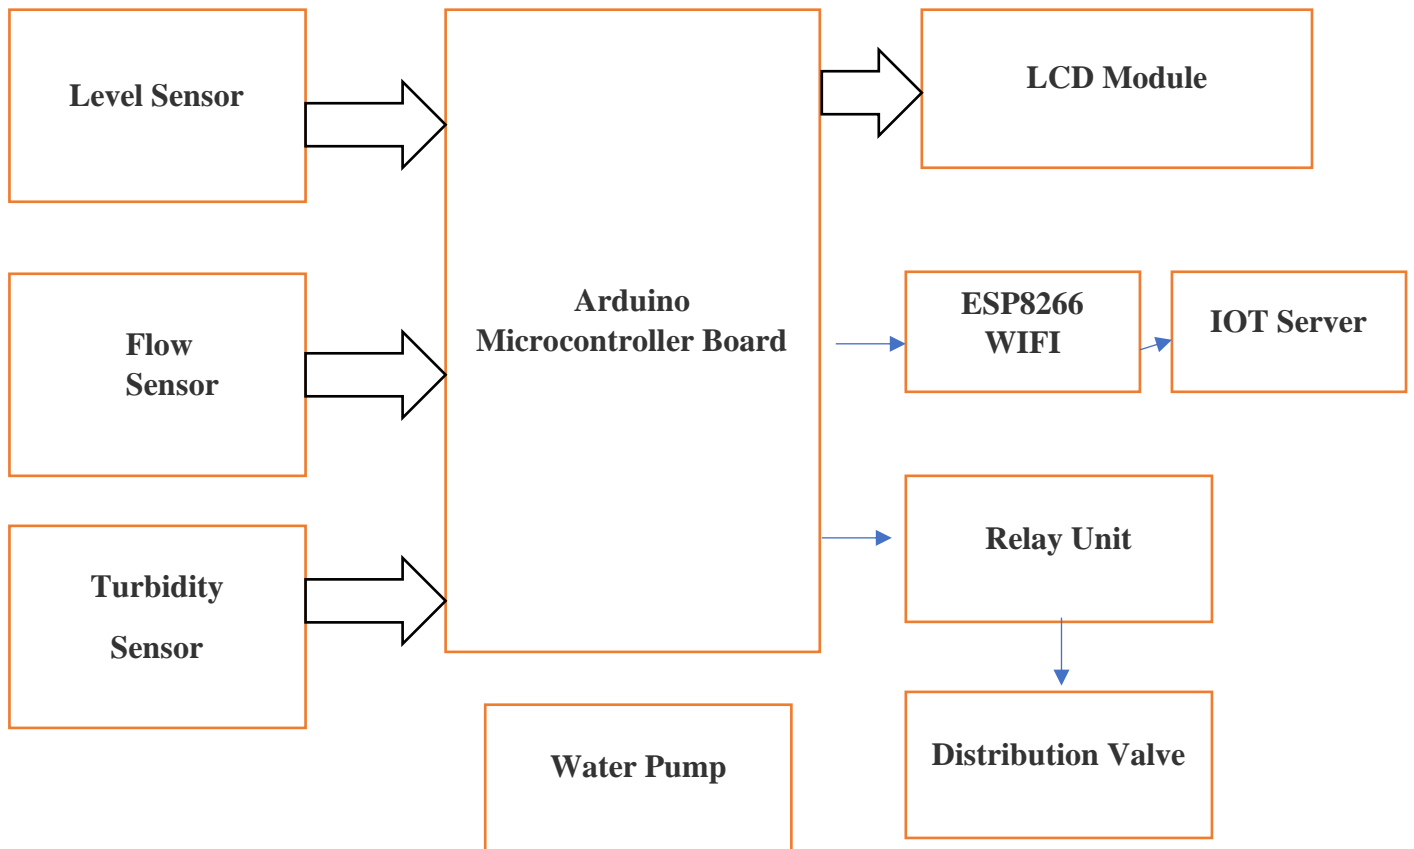 Level Sensor
LCD Module
Arduino
Microcontroller Board
ESP8266
WIFI
IOT Server
Flow
Sensor
Relay Unit
Turbidity
Sensor
Water Pump
Distribution Valve